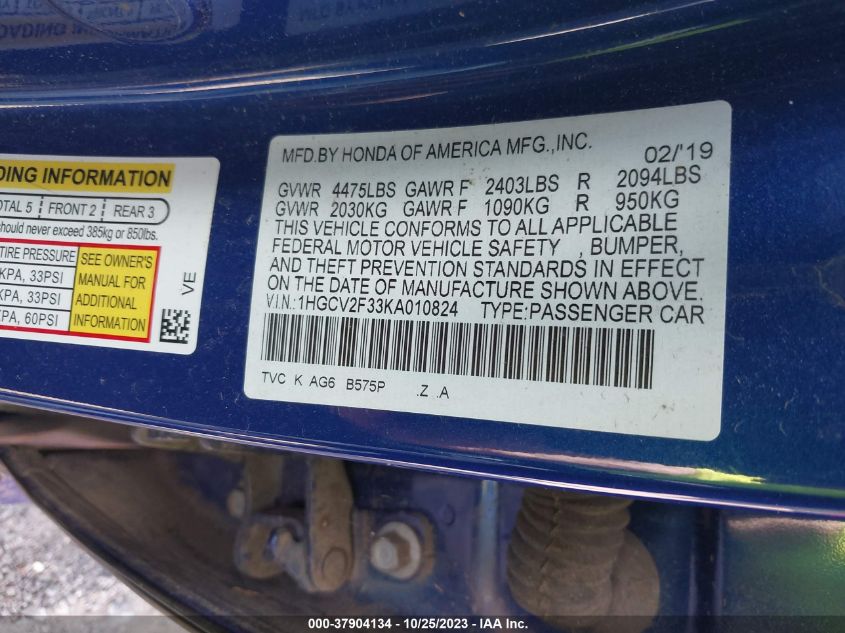 MFD.BY HONDA OF AMERICA MFG.,INC. 02/'19
GVWR 4475LBS GAWR F 2403LBS R 2094LBS
GVWR 2030KG GAWR F 1090KG R 950KG
THIS VEHICLE CONFORMS TO ALL APPLICABLE
FEDERAL MOTOR VEHICLE SAFETY , BUMPER,
AND THEFT PREVENTION STANDARDS IN EFFECT
ON THE DATE OF MANUFACTURE SHOWN ABOVE.
V.I.N.:1HGCV2F33KA010824 TYPE:PASSENGER CAR
TVC K AG6 B575P .Z .A
INFORMATION
TOTAL 5 FRONT 2 REAR 3
should never exceed 385kg or 850lbs.
TIRE PRESSURE
KPA, 33PSI
KPA, 33PSI
KPA, 60PSI
SEE OWNER'S
MANUAL FOR
ADDITIONAL
INFORMATION
VE
000-37904134 - 10/25/2023 - IAA Inc.